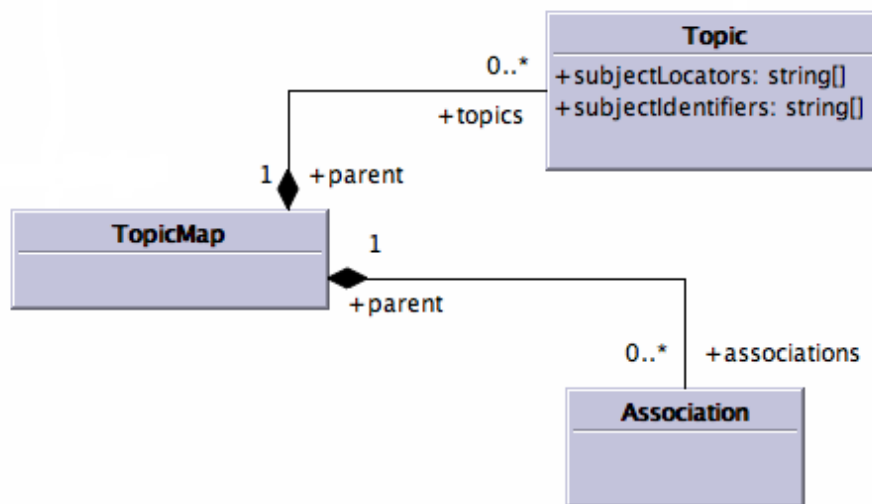 Topic
+subjectLocators: string[]
+subjectIdentifiers: string[]
0..*
+topics
1
+parent
TopicMap
1
+parent
0..*
+associations
Association